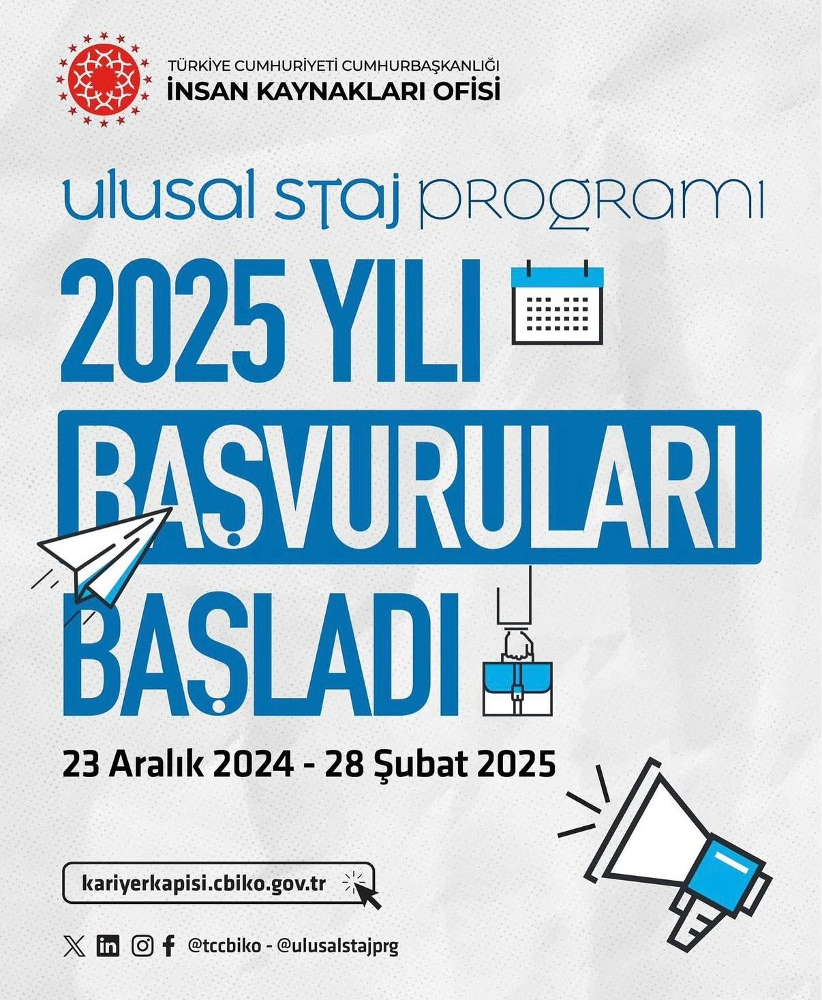 TÜRKİYE CUMHURİYETİ CUMHURBAŞKANLIĞI
İNSAN KAYNAKLARI OFİSİ
ulusal staj programı
2025 YILI
BAŞVURULARI
BAŞLADI
23 Aralık 2024 - 28 Şubat 2025
kariyerkapisi.cbiko.gov.tr
@tccbiko - @ulusalstajprg